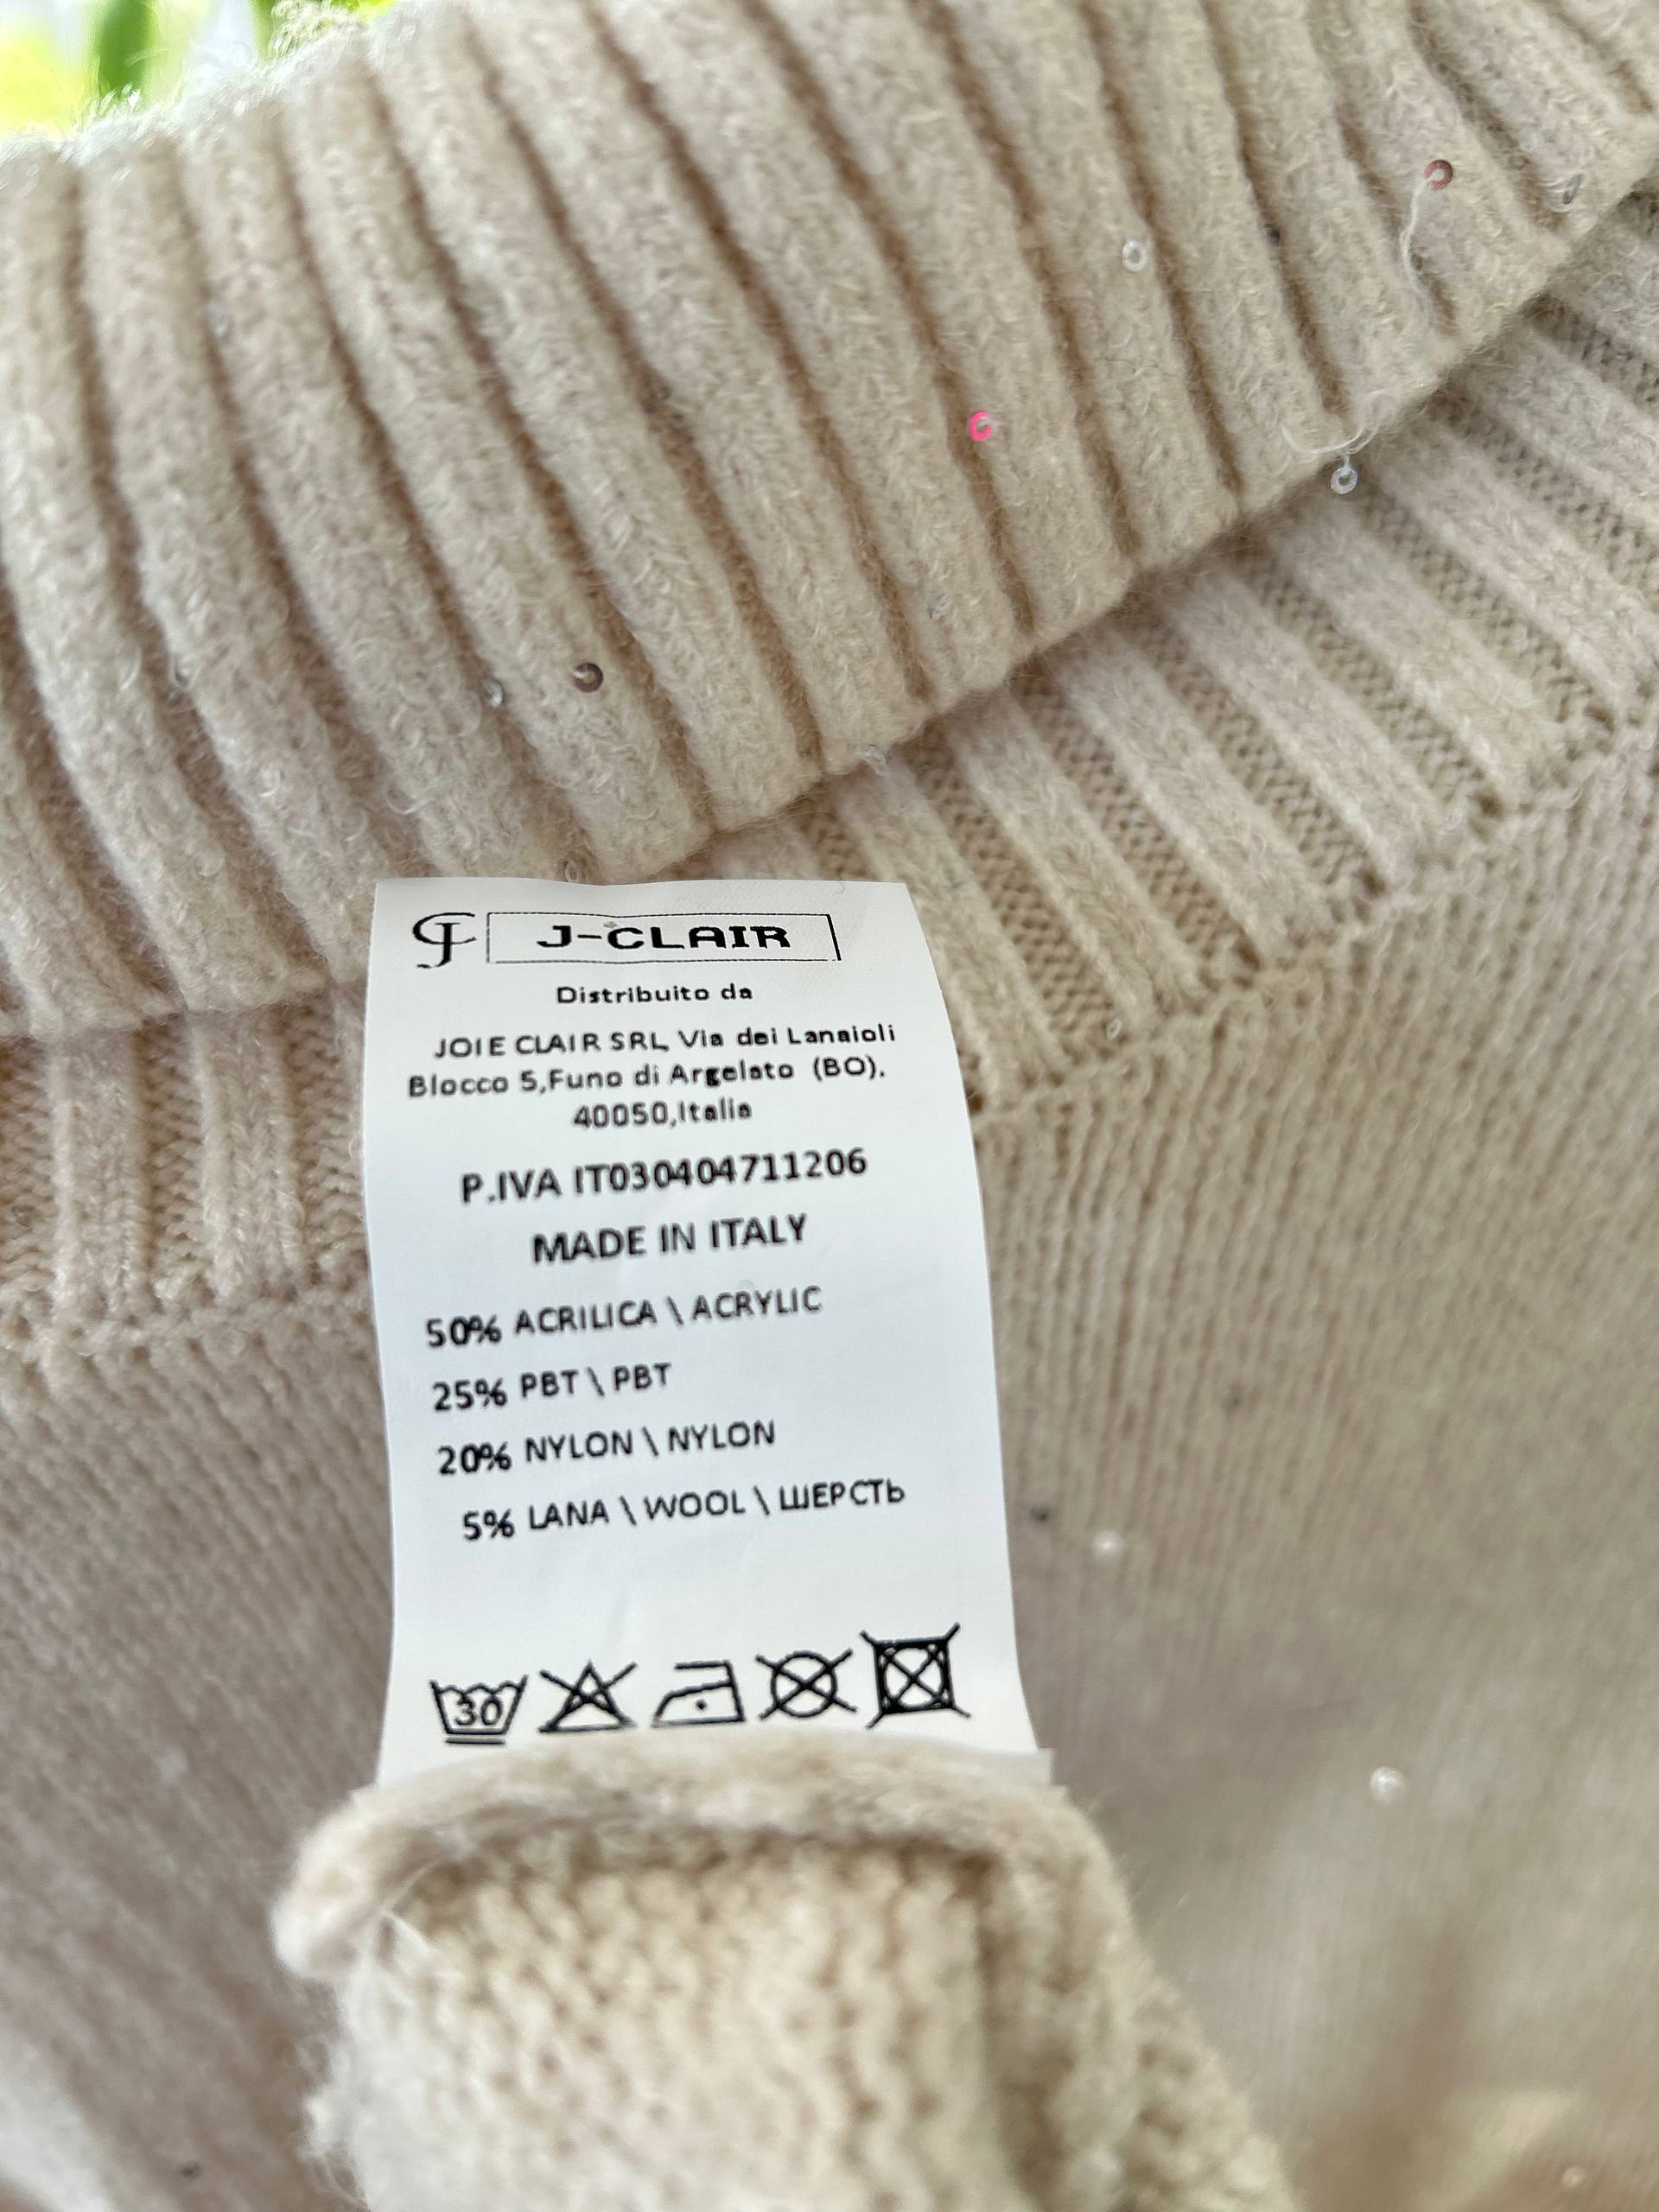 J-CLAIR
Distribuito da
JOIE CLAIR SRL, Via dei Lanaioli
Blocco 5,Funo di Argelato (BO),
40050,Italia
P.IVA IT030404711206
MADE IN ITALY
50% ACRILICA \ ACRYLIC
25% PBT \ PBT
20% NYLON \ NYLON
5% LANA \ WOOL \ ШЕРСТЬ
30